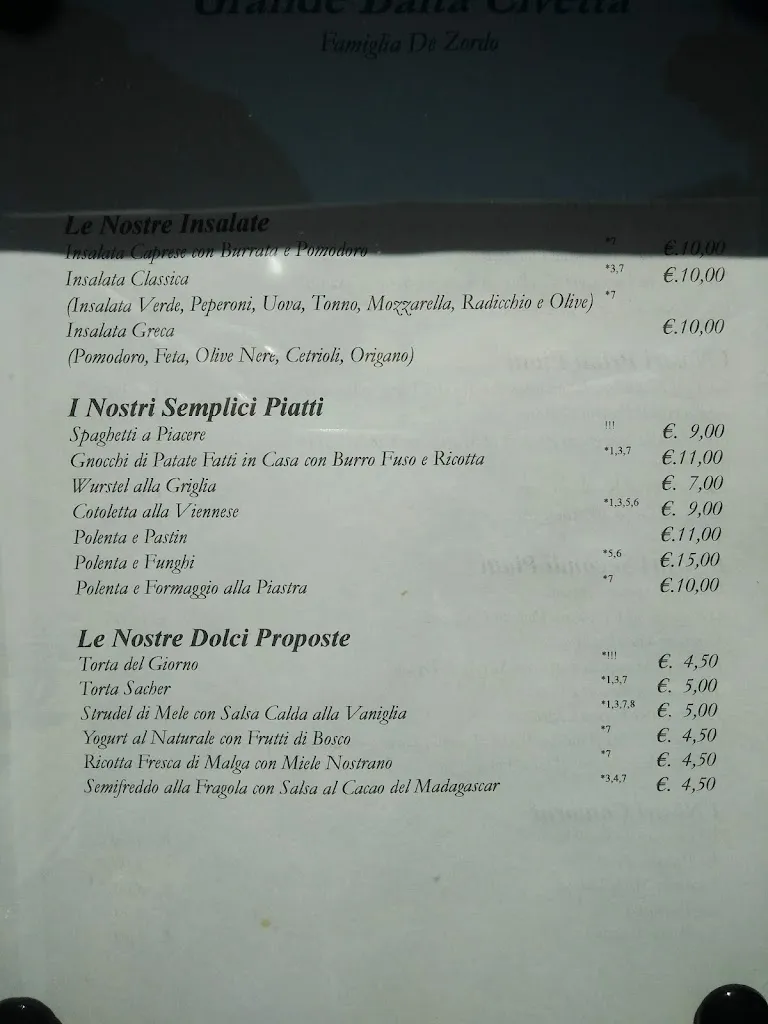 Grande Baita Civetta
Famiglia De Zordo
Le Nostre Insalate
Insalata Caprese con Burrata e Pomodoro *7 €.10,00
Insalata Classica *3,7 €.10,00
(Insalata Verde, Peperoni, Uova, Tonno, Mozzarella, Radicchio e Olive) *7
Insalata Greca €.10,00
(Pomodoro, Feta, Olive Nere, Cetrioli, Origano)
I Nostri Semplici Piatti
Spaghetti a Piacere !!! €. 9,00
Gnocchi di Patate Fatti in Casa con Burro Fuso e Ricotta *1,3,7 €.11,00
Wurstel alla Griglia €. 7,00
Cotoletta alla Viennese *1,3,5,6 €. 9,00
Polenta e Pastin €.11,00
Polenta e Funghi *5,6 €.15,00
Polenta e Formaggio alla Piastra *7 €.10,00
Le Nostre Dolci Proposte
Torta del Giorno *!!! €. 4,50
Torta Sacher *1,3,7 €. 5,00
Strudel di Mele con Salsa Calda alla Vaniglia *1,3,7,8 €. 5,00
Yogurt al Naturale con Frutti di Bosco *7 €. 4,50
Ricotta Fresca di Malga con Miele Nostrano *7 €. 4,50
Semifreddo alla Fragola con Salsa al Cacao del Madagascar *3,4,7 €. 4,50